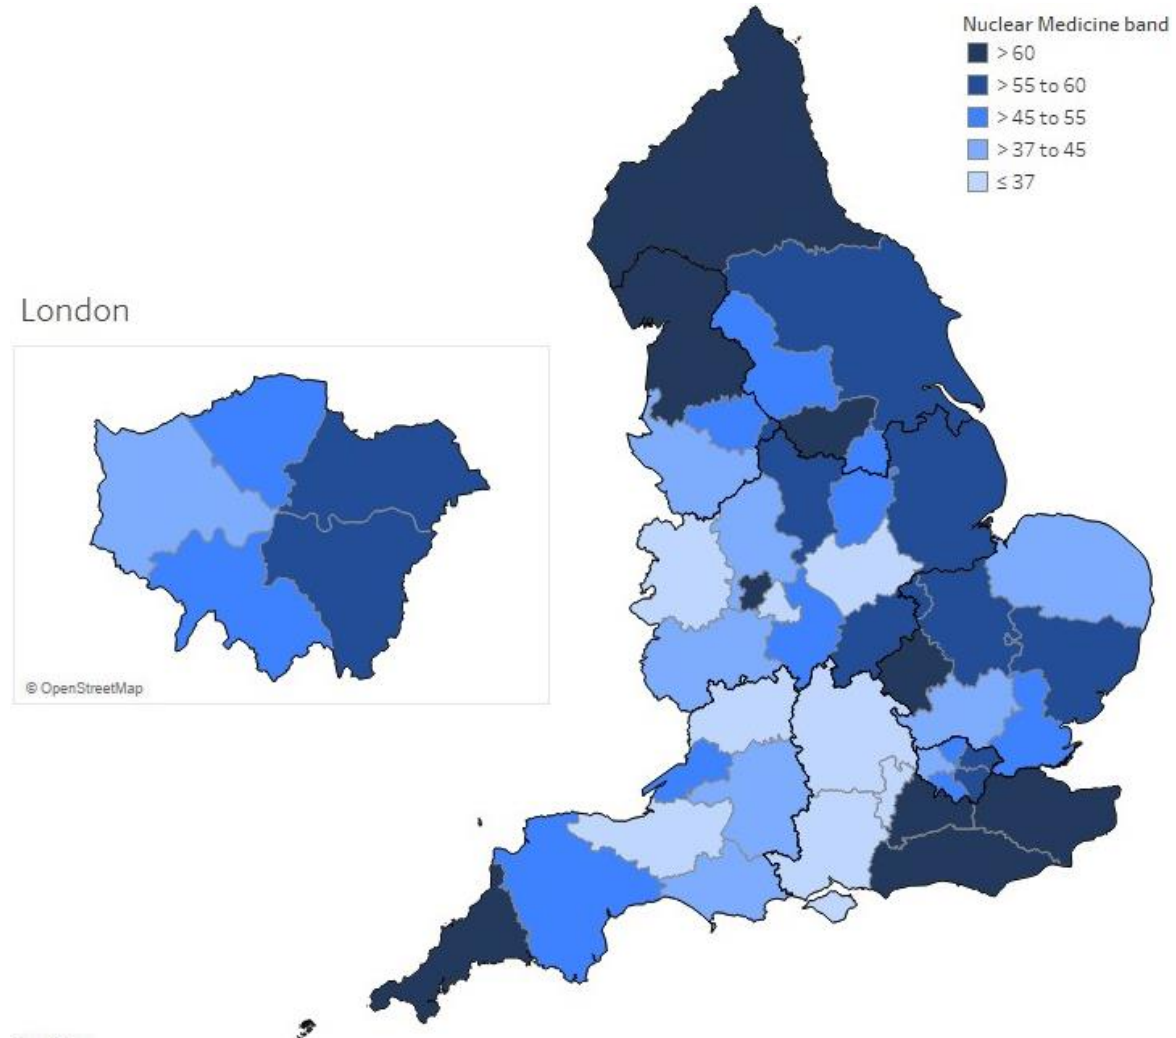 Nuclear Medicine band
> 60
> 55 to 60
> 45 to 55
> 37 to 45
≤ 37
London
© OpenStreetMap